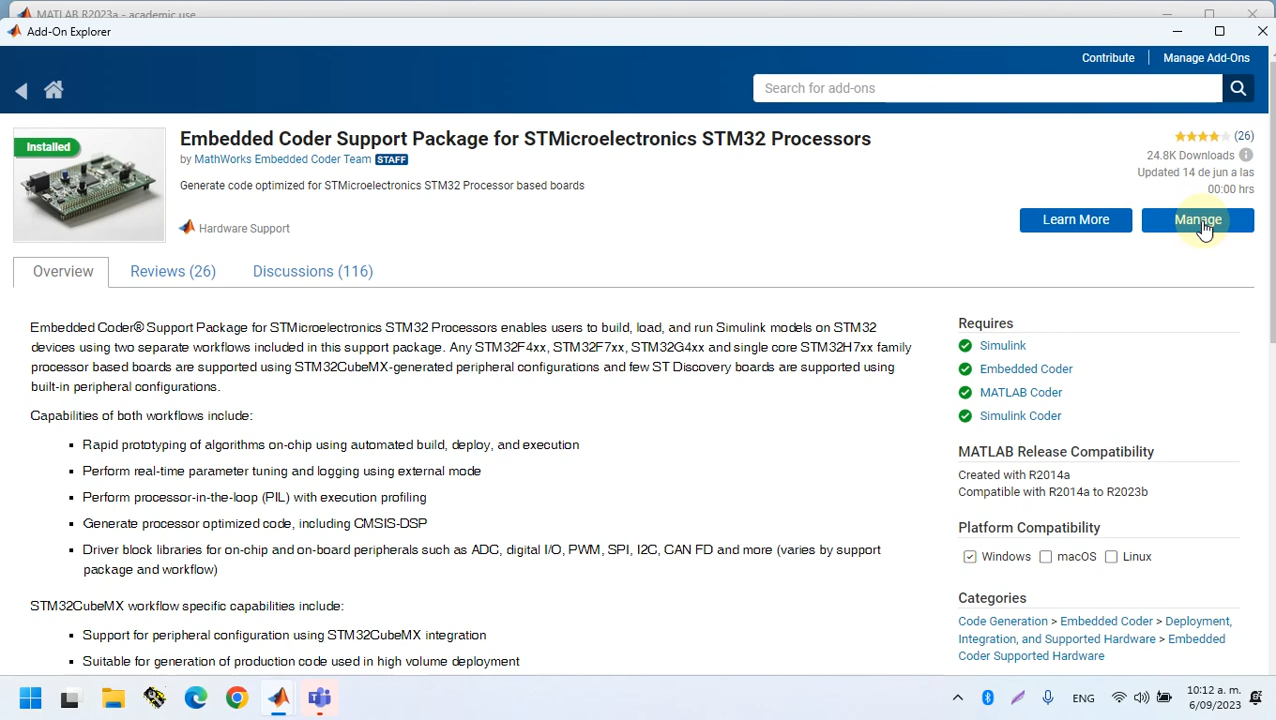 MATLAB R2023a - academic use
Add-On Explorer
Contribute
Manage Add-Ons
Search for add-ons
Installed
Embedded Coder Support Package for STMicroelectronics STM32 Processors
by MathWorks Embedded Coder Team STAFF
Generate code optimized for STMicroelectronics STM32 Processor based boards
Hardware Support
(26)
24.8K Downloads
Updated 14 de jun a las
00:00 hrs
Learn More
Manage
Overview
Reviews (26)
Discussions (116)
Embedded Coder® Support Package for STMicroelectronics STM32 Processors enables users to build, load, and run Simulink models on STM32
devices using two separate workflows included in this support package. Any STM32F4xx, STM32F7xx, STM32G4xx and single core STM32H7xx family
processor based boards are supported using STM32CubeMX-generated peripheral configurations and few ST Discovery boards are supported using
built-in peripheral configurations.
Capabilities of both workflows include:
Rapid prototyping of algorithms on-chip using automated build, deploy, and execution
Perform real-time parameter tuning and logging using external mode
Perform processor-in-the-loop (PIL) with execution profiling
Generate processor optimized code, including CMSIS-DSP
Driver block libraries for on-chip and on-board peripherals such as ADC, digital I/O, PWM, SPI, I2C, CAN FD and more (varies by support
package and workflow)
STM32CubeMX workflow specific capabilities include:
Support for peripheral configuration using STM32CubeMX integration
Suitable for generation of production code used in high volume deployment
Requires
Simulink
Embedded Coder
MATLAB Coder
Simulink Coder
MATLAB Release Compatibility
Created with R2014a
Compatible with R2014a to R2023b
Platform Compatibility
Windows macOS Linux
Categories
Code Generation > Embedded Coder > Deployment,
Integration, and Supported Hardware > Embedded
Coder Supported Hardware
ENG
10:12 a. m.
6/09/2023